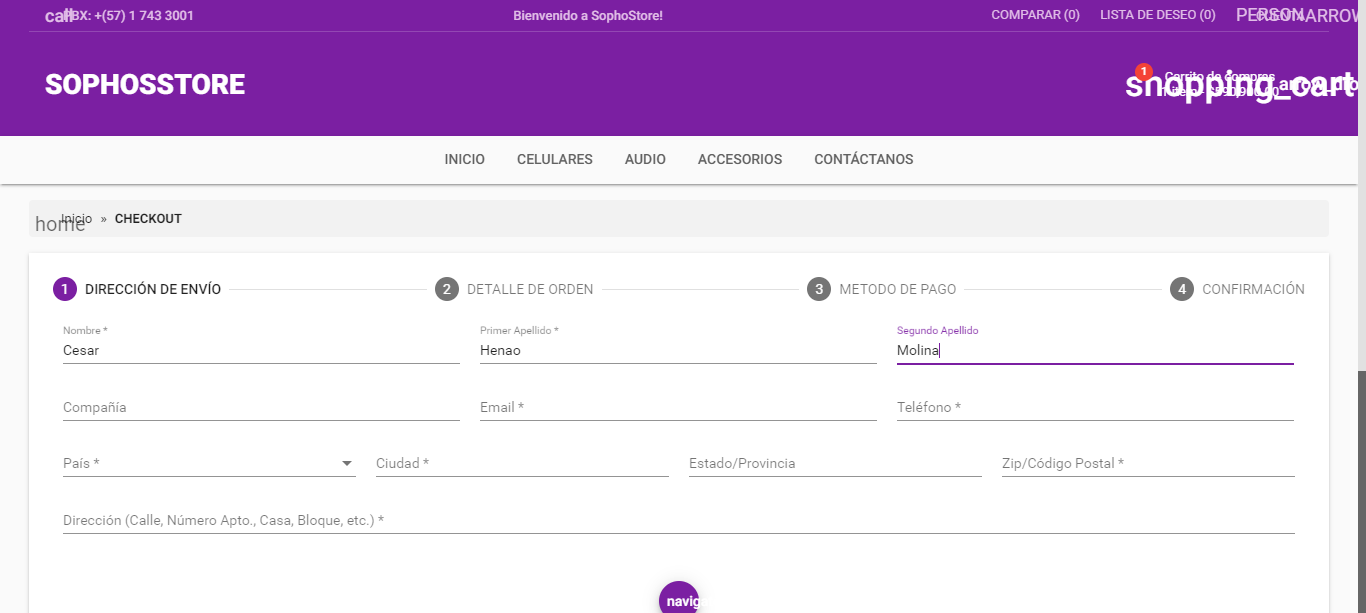 call PBX: +(57) 1 743 3001
Bienvenido a SophoStore!
COMPARAR (0) LISTA DE DESEO (0) PERSON CUENTA ARROW
SOPHOSSTORE
1
shopping_cart
Carrito de compras
INICIO CELULARES AUDIO ACCESORIOS CONTÁCTANOS
home Inicio » CHECKOUT
1 DIRECCIÓN DE ENVÍO 2 DETALLE DE ORDEN 3 METODO DE PAGO 4 CONFIRMACIÓN
Nombre * Primer Apellido * Segundo Apellido
Cesar Henao Molina
Compañía Email * Teléfono *
País * Ciudad * Estado/Provincia Zip/Código Postal *
Dirección (Calle, Número Apto., Casa, Bloque, etc.) *
navig